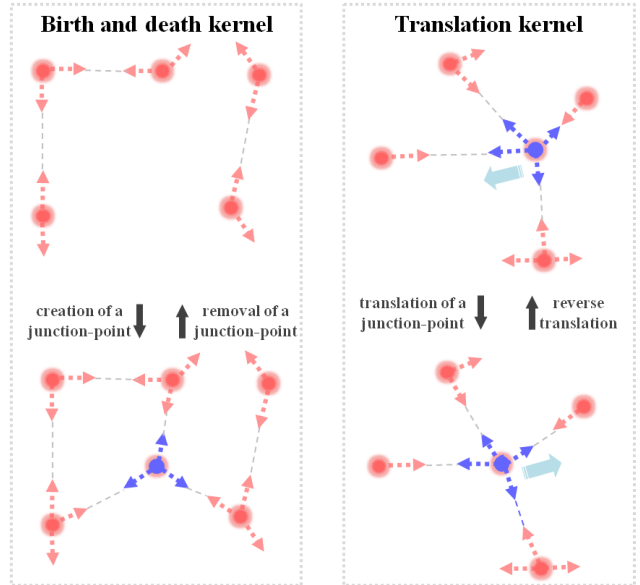 Birth and death kernel
creation of a
junction-point
removal of a
junction-point
Translation kernel
translation of a
junction-point
reverse
translation